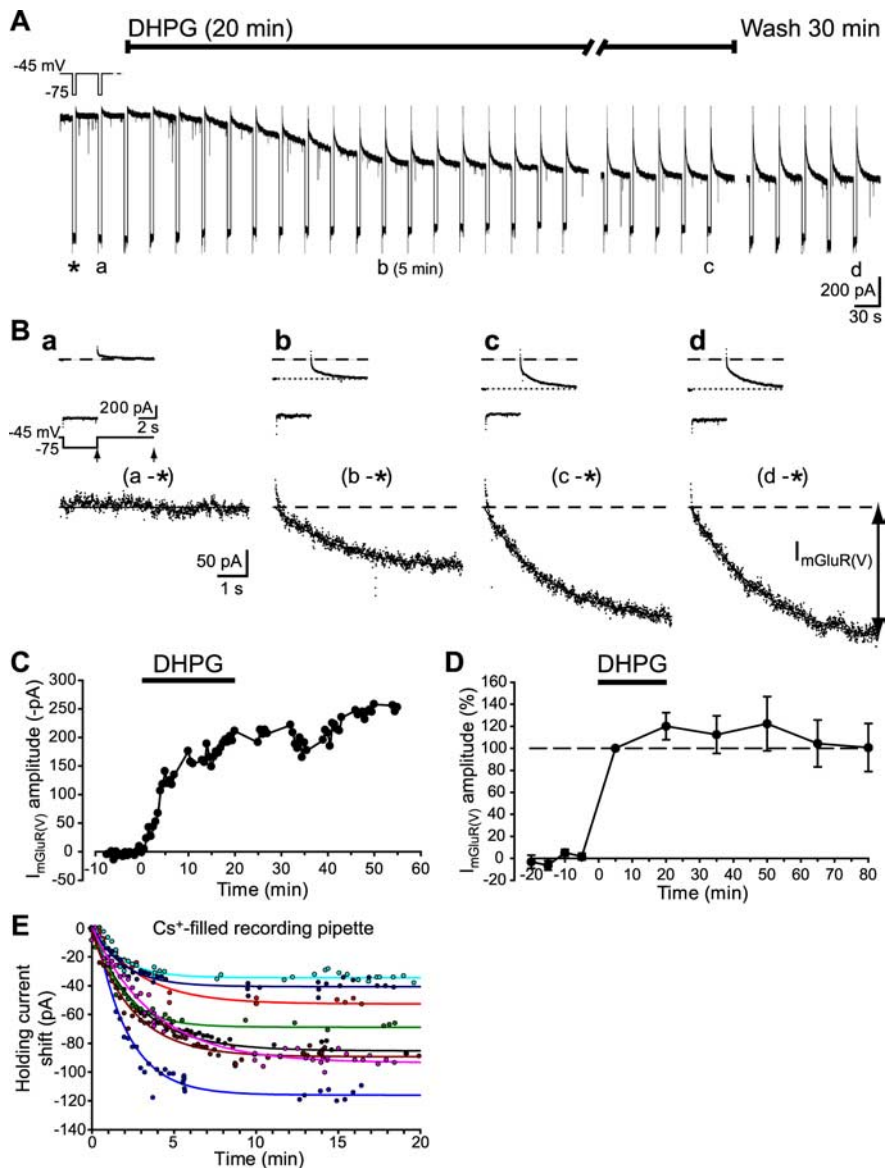 A
DHPG (20 min)
Wash 30 min
-45 mV
-75
* a b (5 min) c d
200 pA
30 s
B
a b c d
200 pA
2 s
-45 mV
-75
(a -*) (b -*) (c -*) (d -*)
50 pA
1 s
ImGluR(V)
C
DHPG
ImGluR(V) amplitude (-pA)
300
250
200
150
100
50
0
-50
-10 0 10 20 30 40 50 60
Time (min)
D
DHPG
ImGluR(V) amplitude (%)
160
140
120
100
80
60
40
20
0
-20
-20 -10 0 10 20 30 40 50 60 70 80
Time (min)
E
Cs+-filled recording pipette
Holding current
shift (pA)
0
-20
-40
-60
-80
-100
-120
-140
0 5 10 15 20
Time (min)